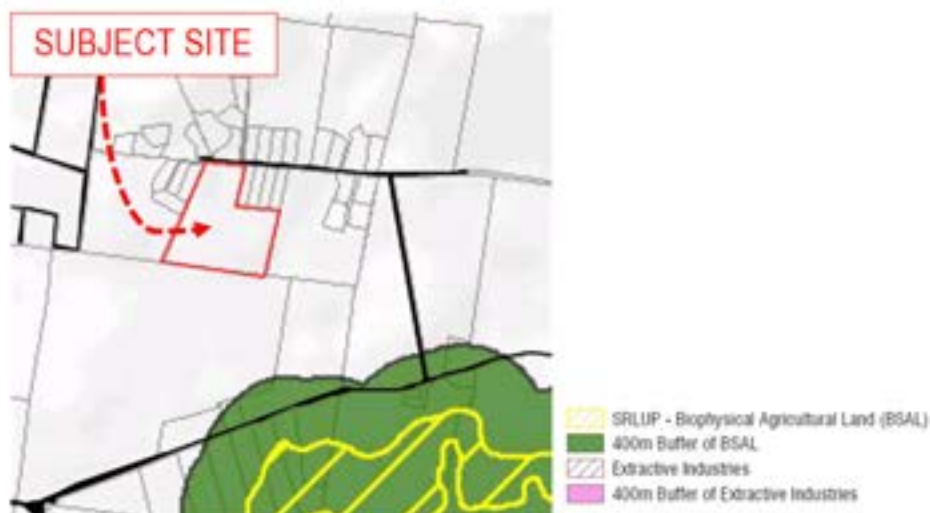 SUBJECT SITE
SRLUP - Biophysical Agricultural Land (BSAL)
400m Buffer of BSAL
Extractive Industries
400m Buffer of Extractive Industries